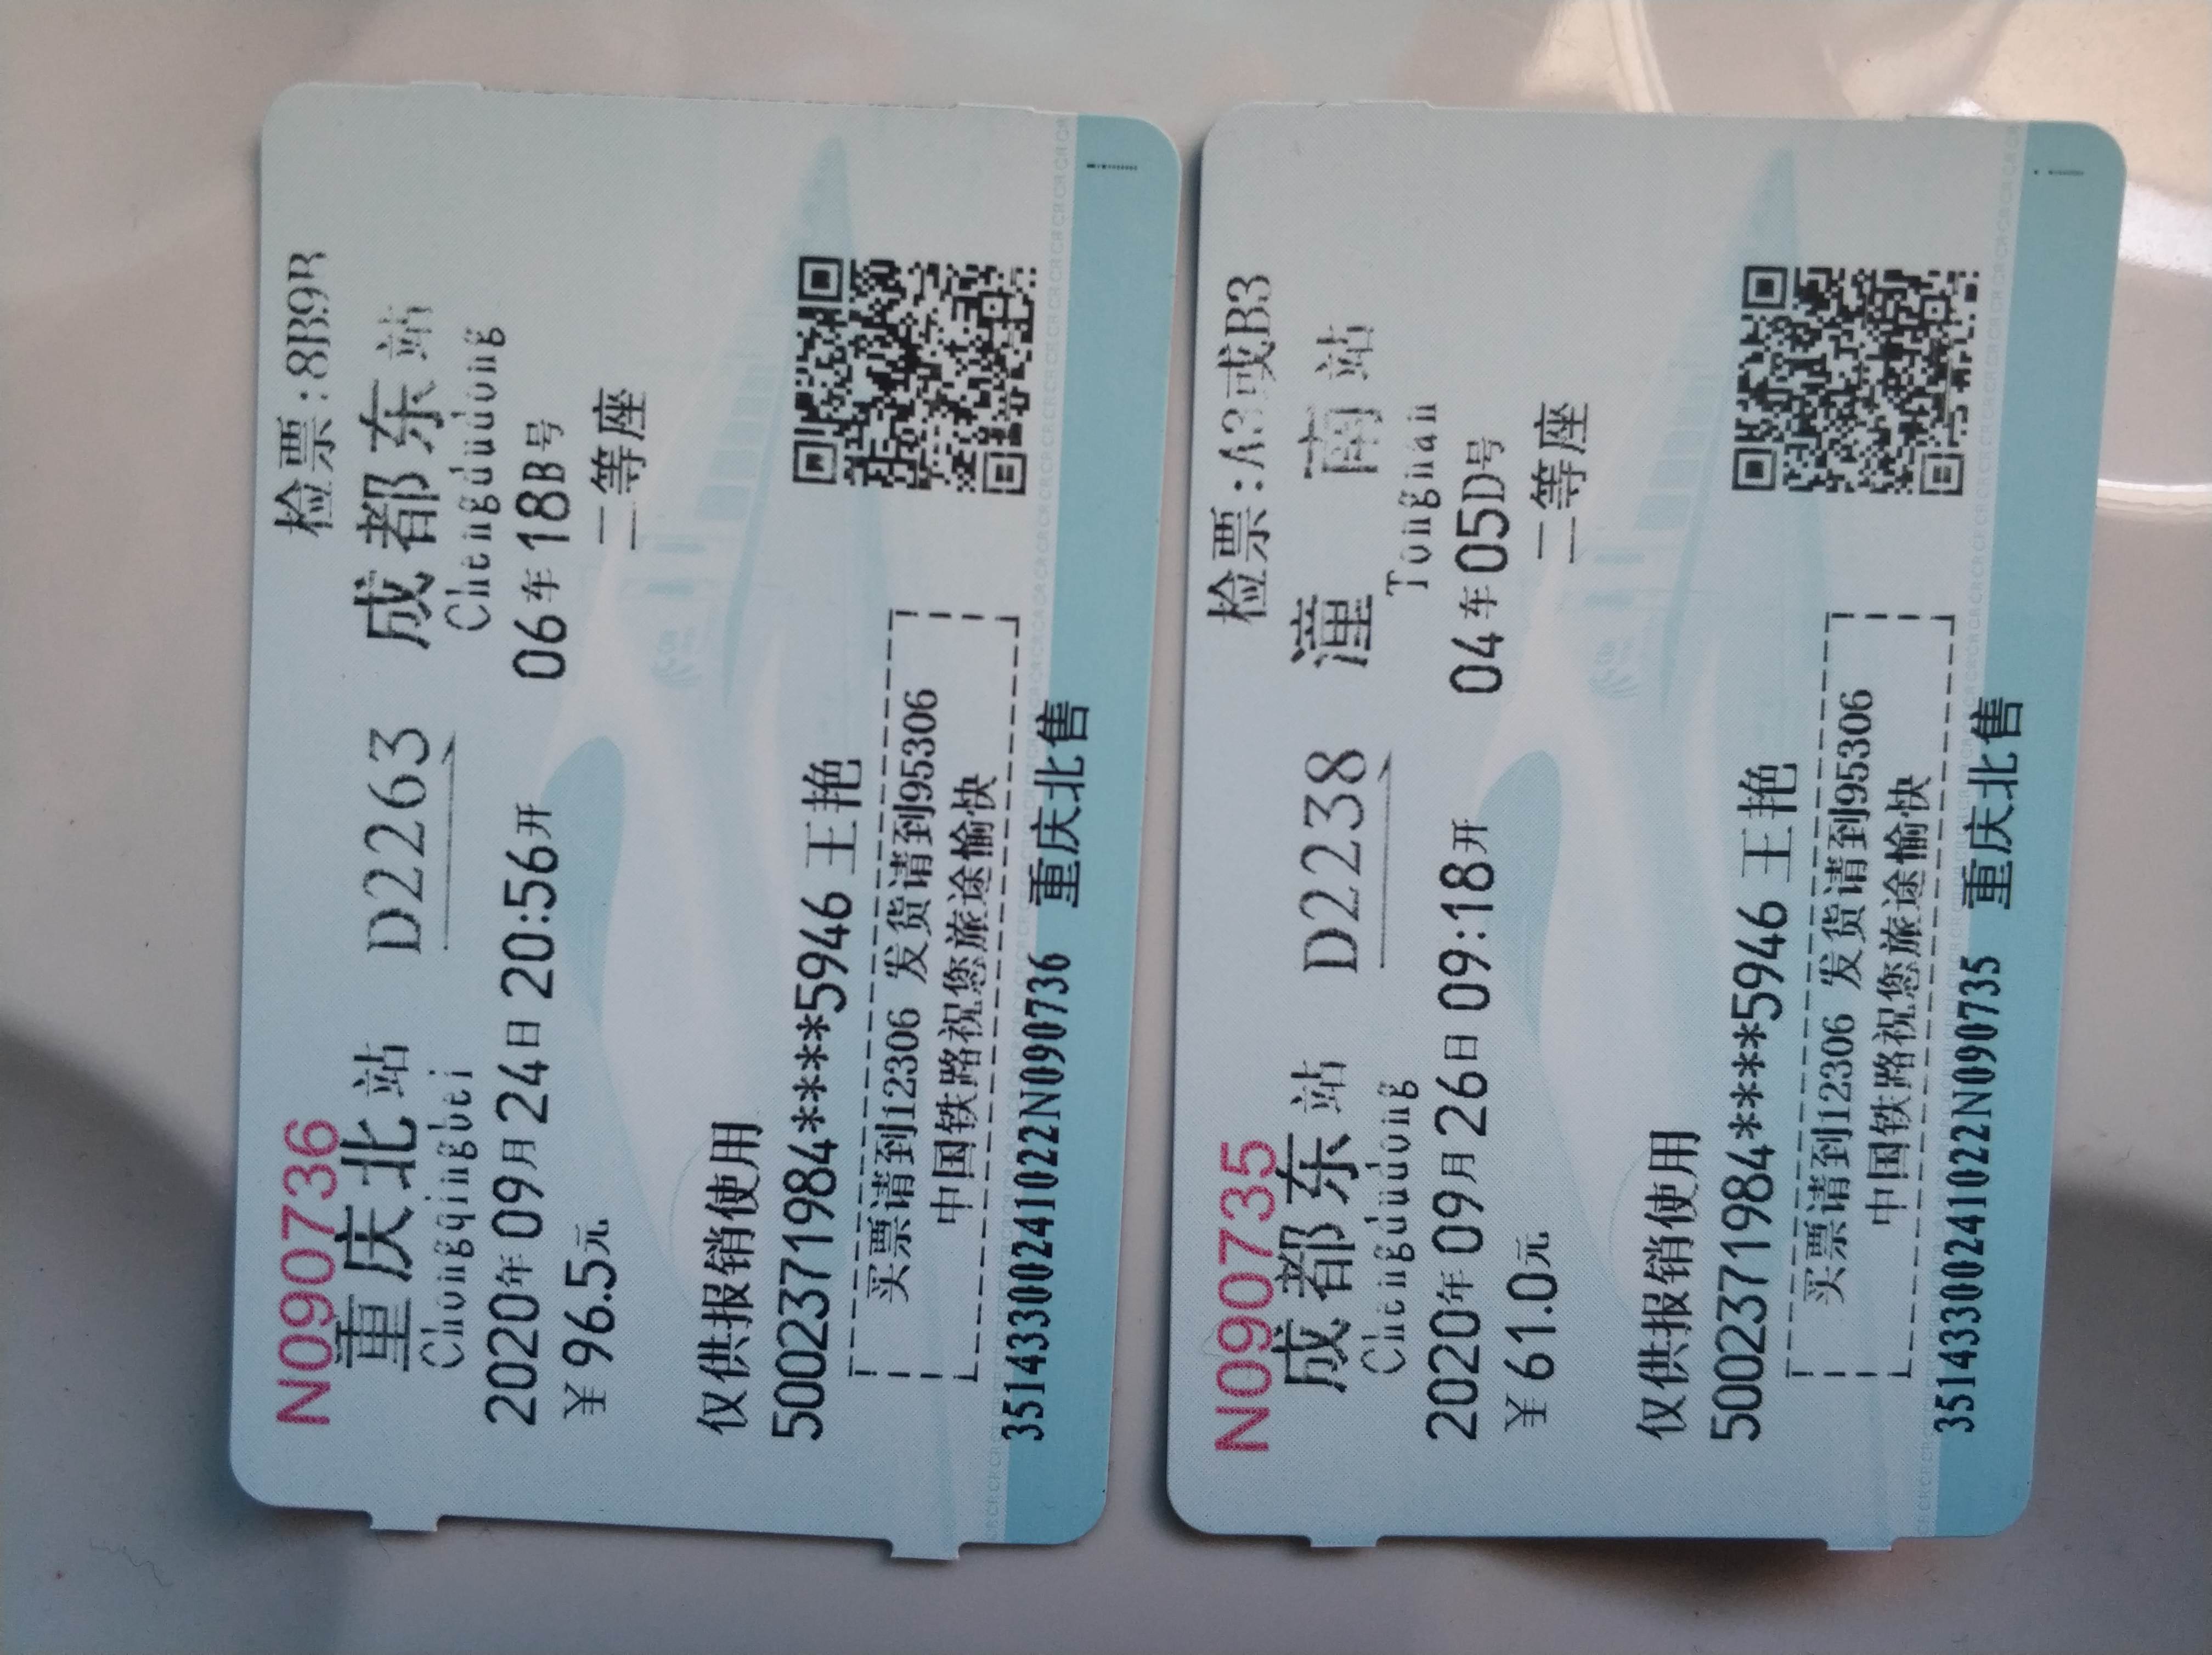 N090736
检票:8B9B
重庆北站 D2263 成都东站
Chongqingbei Chengdudong
2020年09月24日20:56开 06车18B号
￥96.5元 二等座
仅供报销使用
5002371984****5946 王艳
买票请到12306 发货请到95306
中国铁路祝您旅途愉快
35143300241022N090736 重庆北售
N090735
检票:A3或B3
成都东站 D2238 潼南站
Chengdudong Tongnan
2020年09月26日09:18开 04车05D号
￥61.0元 二等座
仅供报销使用
5002371984****5946 王艳
买票请到12306 发货请到95306
中国铁路祝您旅途愉快
35143300241022N090735 重庆北售